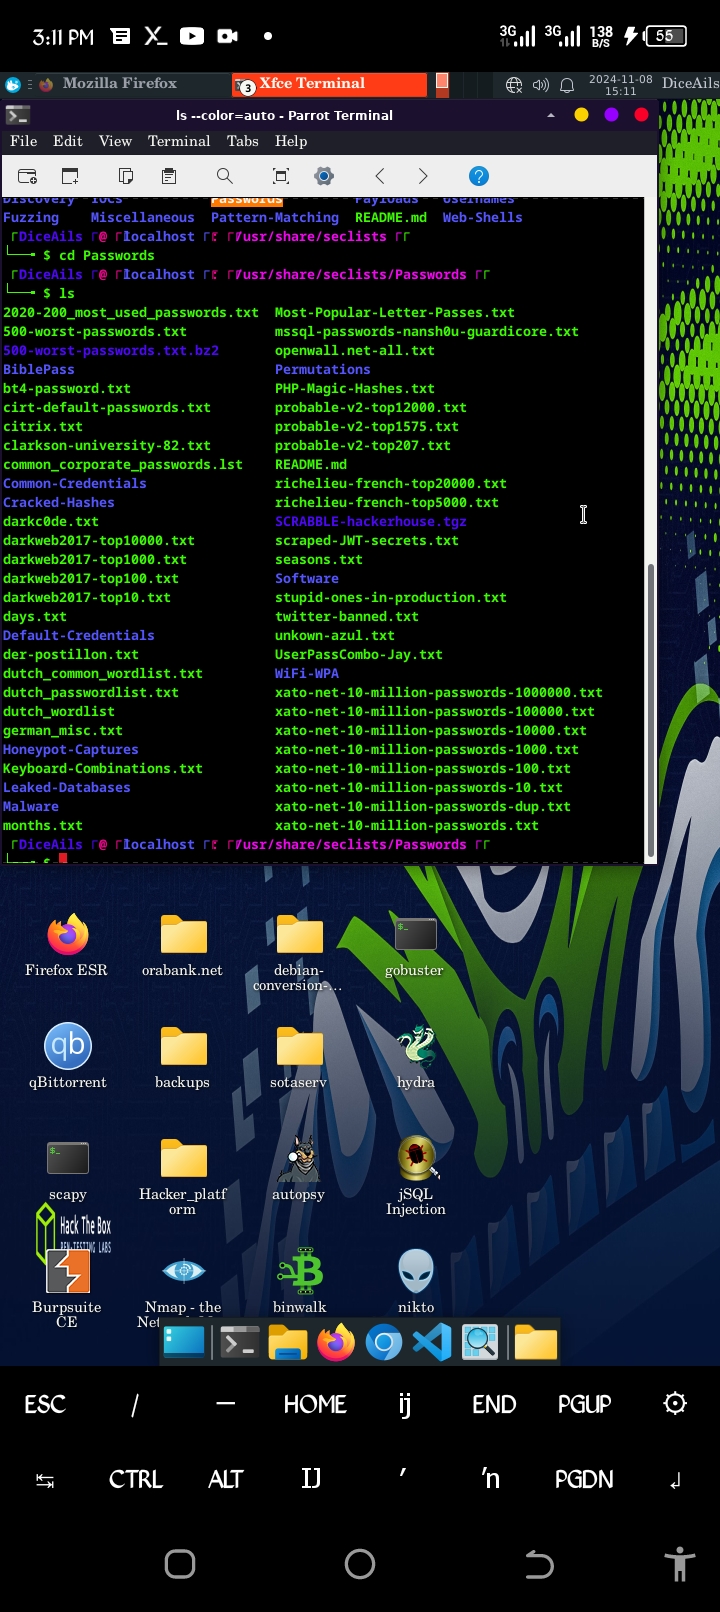 3:11 PM 3G 3G 138 B/S 55
Mozilla Firefox 3 Xfce Terminal 2024-11-08 15:11 DiceAils
ls --color=auto - Parrot Terminal
File Edit View Terminal Tabs Help
Discovery IOCs Passwords Payloads Usernames
Fuzzing Miscellaneous Pattern-Matching README.md Web-Shells
DiceAils @ localhost : /usr/share/seclists
$ cd Passwords
DiceAils @ localhost : /usr/share/seclists/Passwords
$ ls
2020-200_most_used_passwords.txt Most-Popular-Letter-Passes.txt
500-worst-passwords.txt mssql-passwords-nansh0u-guardicore.txt
500-worst-passwords.txt.bz2 openwall.net-all.txt
BiblePass Permutations
bt4-password.txt PHP-Magic-Hashes.txt
cirt-default-passwords.txt probable-v2-top12000.txt
citrix.txt probable-v2-top1575.txt
clarkson-university-82.txt probable-v2-top207.txt
common_corporate_passwords.lst README.md
Common-Credentials richelieu-french-top20000.txt
Cracked-Hashes richelieu-french-top5000.txt
darkc0de.txt SCRABBLE-hackerhouse.tgz
darkweb2017-top10000.txt scraped-JWT-secrets.txt
darkweb2017-top1000.txt seasons.txt
darkweb2017-top100.txt Software
darkweb2017-top10.txt stupid-ones-in-production.txt
days.txt twitter-banned.txt
Default-Credentials unkown-azul.txt
der-postillon.txt UserPassCombo-Jay.txt
dutch_common_wordlist.txt WiFi-WPA
dutch_passwordlist.txt xato-net-10-million-passwords-1000000.txt
dutch_wordlist xato-net-10-million-passwords-100000.txt
german_misc.txt xato-net-10-million-passwords-10000.txt
Honeypot-Captures xato-net-10-million-passwords-1000.txt
Keyboard-Combinations.txt xato-net-10-million-passwords-100.txt
Leaked-Databases xato-net-10-million-passwords-10.txt
Malware xato-net-10-million-passwords-dup.txt
months.txt xato-net-10-million-passwords.txt
DiceAils @ localhost : /usr/share/seclists/Passwords
$
Firefox ESR orabank.net debian-conversion-... gobuster
qb
qBittorrent backups sotaserv hydra
scapy Hacker_platform autopsy jSQL Injection
Hack The Box
PEN-TESTING LABS
Burpsuite CE Nmap - the binwalk nikto
ESC / — HOME ij END PGUP
CTRL ALT IJ ' 'n PGDN